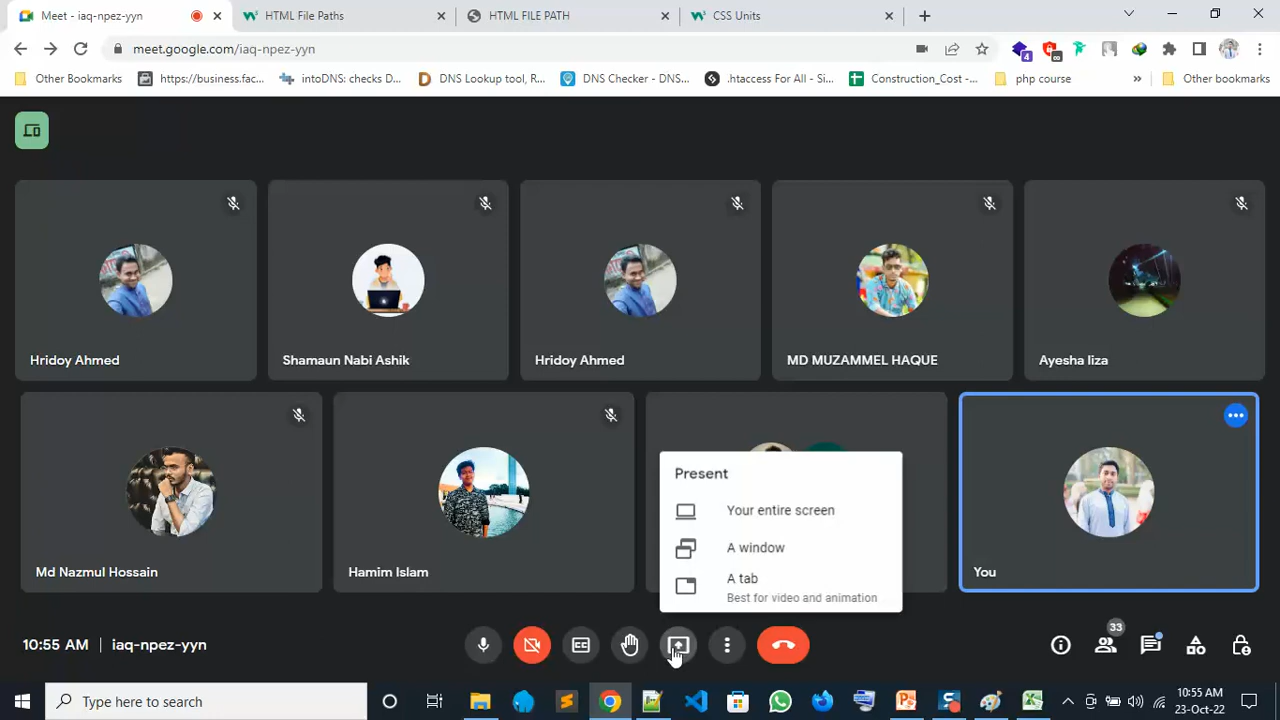 Meet - iaq-npez-yyn
HTML File Paths
HTML FILE PATH
CSS Units
meet.google.com/iaq-npez-yyn
4
Other Bookmarks
https://business.fac...
intoDNS: checks D...
DNS Lookup tool, R...
DNS Checker - DNS...
.htaccess For All - Si...
Construction_Cost -...
php course
»
Other bookmarks
Hridoy Ahmed
Shamaun Nabi Ashik
Hridoy Ahmed
MD MUZAMMEL HAQUE
Ayesha liza
Md Nazmul Hossain
Hamim Islam
You
Present
Your entire screen
A window
A tab
Best for video and animation
10:55 AM | iaq-npez-yyn
CC
33
Type here to search
10:55 AM
23-Oct-22